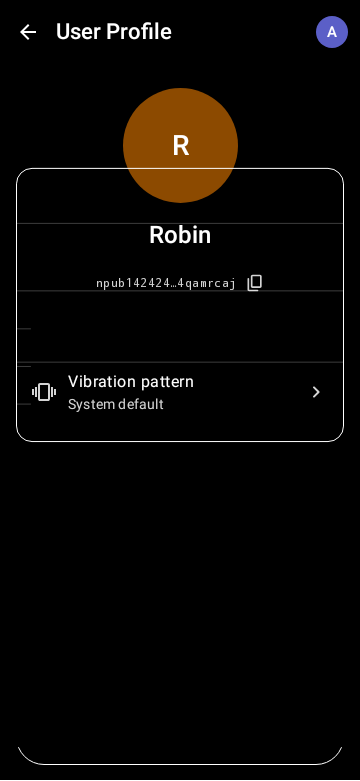 User Profile
A
R
Robin
npub142424…4qamrcaj
Vibration pattern
System default